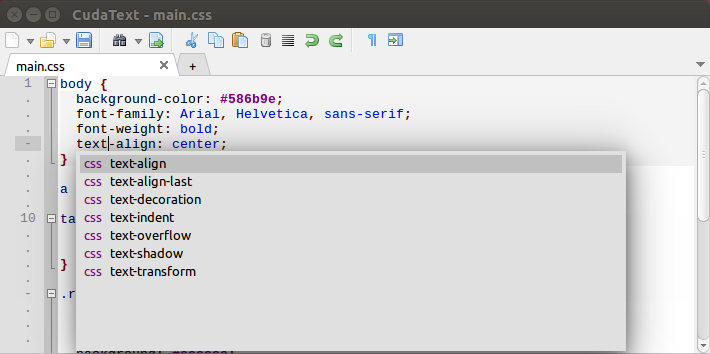 CudaText - main.css
main.css
+
1 body {
background-color: #586b9e;
font-family: Arial, Helvetica, sans-serif;
font-weight: bold;
- text-align: center;
}
css text-align
a
css text-align-last
css text-decoration
10 ta
css text-indent
css text-overflow
css text-shadow
}
css text-transform
- .r